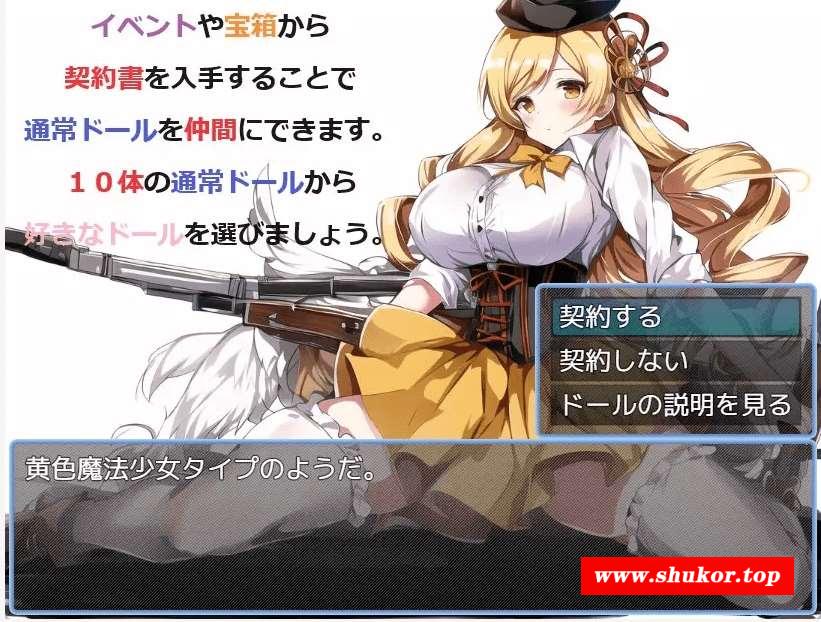 イベントや宝箱から
契約書を入手することで
通常ドールを仲間にできます。
１０体の通常ドールから
好きなドールを選びましょう。
契約する
契約しない
ドールの説明を見る
黄色魔法少女タイプのようだ。
www.shukor.top